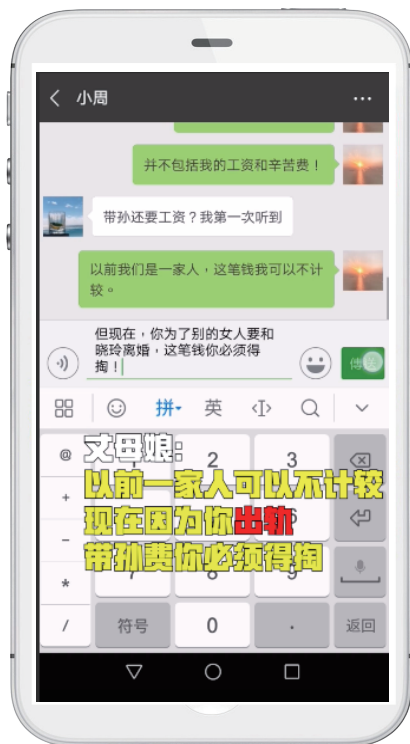 小周
并不包括我的工资和辛苦费！
带孙还要工资？我第一次听到
以前我们是一家人，这笔钱我可以不计
较。
但现在，你为了别的女人要和
晓玲离婚，这笔钱你必须得
掏！
拼
英
丈母娘:
以前一家人可以不计较
现在因为你出轨
带孙费你必须得掏
@
+
-
*
/
2
3
符号
0
.
返回